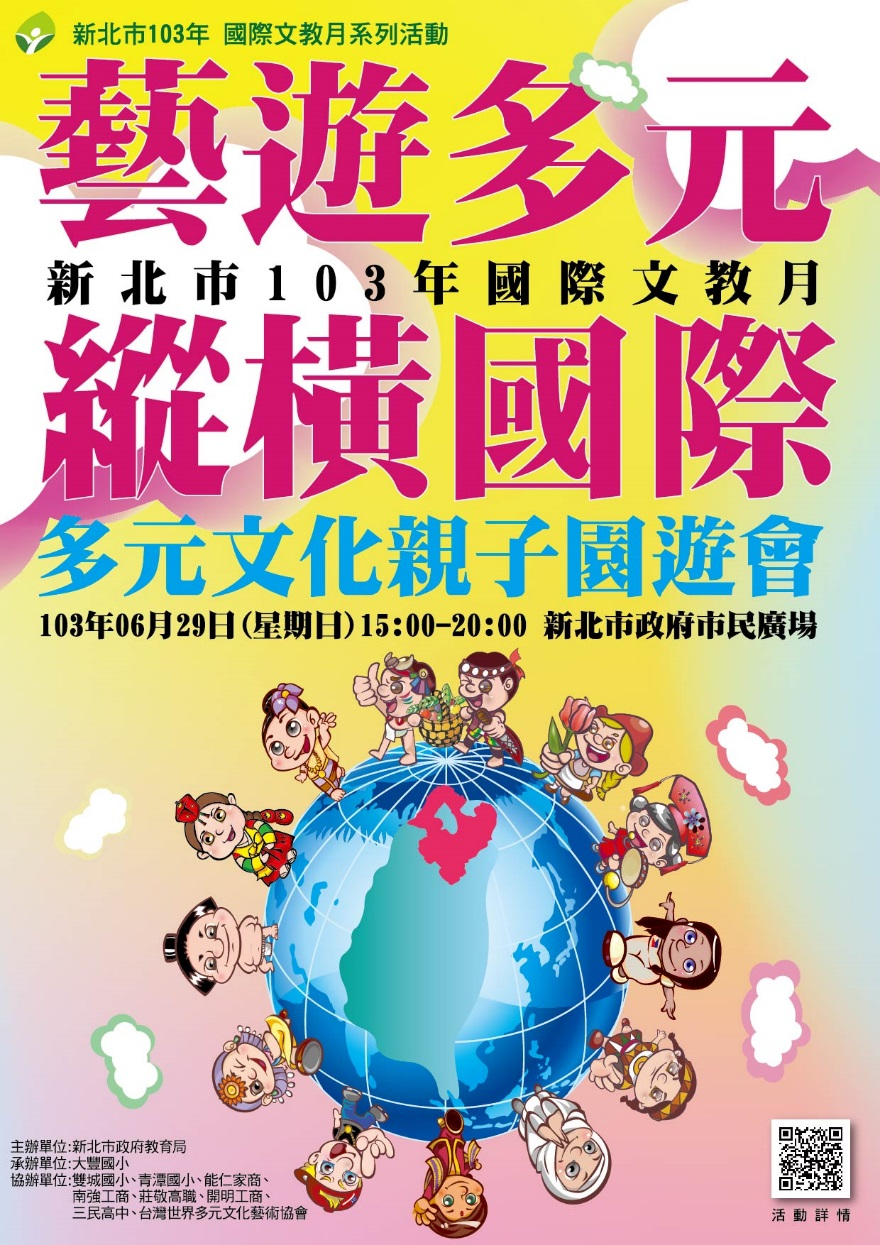 新北市103年 國際文教月系列活動
藝遊多元
新北市103年國際文教月
縱橫國際
多元文化親子園遊會
103年06月29日(星期日)15:00-20:00 新北市政府市民廣場
主辦單位:新北市政府教育局
承辦單位:大豐國小
協辦單位:雙城國小、青潭國小、能仁家商、
南強工商、莊敬高職、開明工商、
三民高中、台灣世界多元文化藝術協會
活動詳情